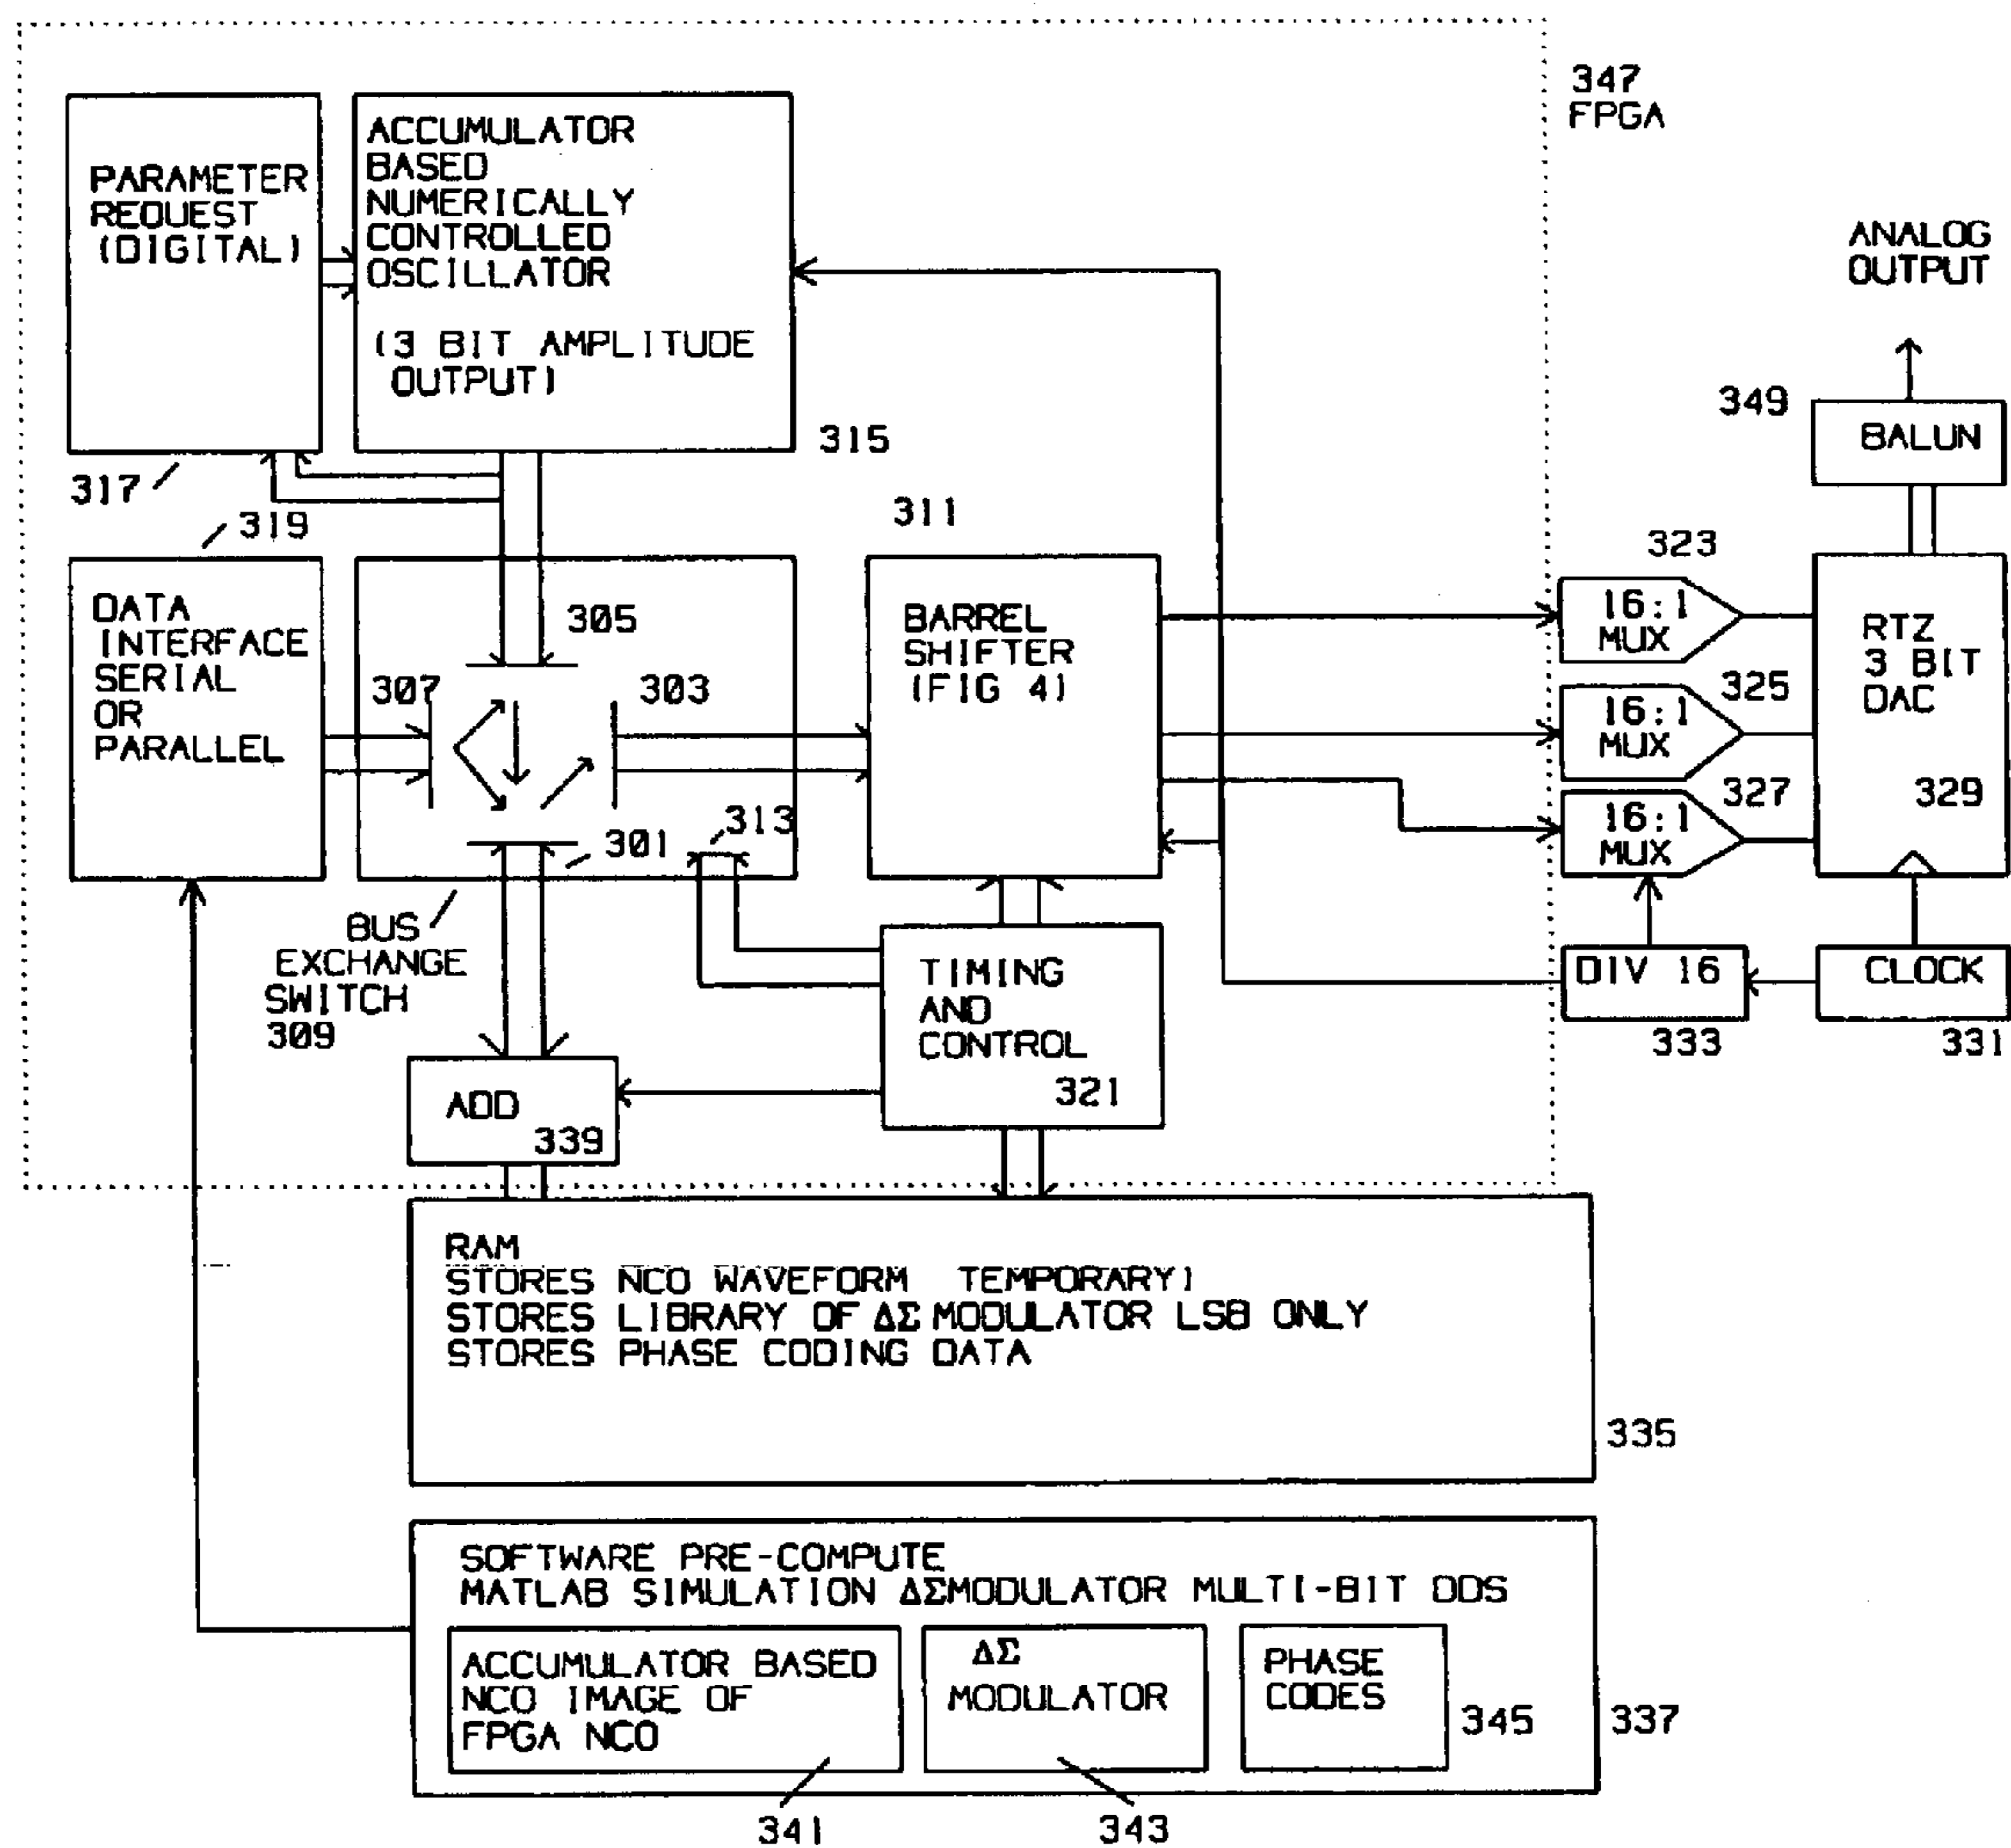 347
FPGA
PARAMETER
REQUEST
(DIGITAL)
317
ACCUMULATOR
BASED
NUMERICALLY
CONTROLLED
OSCILLATOR
(3 BIT AMPLITUDE
OUTPUT)
315
ANALOG
OUTPUT
349
BALUN
319
DATA
INTERFACE
SERIAL
OR
PARALLEL
305
307
303
301
313
BUS
EXCHANGE
SWITCH
309
311
BARREL
SHIFTER
(FIG 4)
323
16:1
MUX
325
16:1
MUX
327
16:1
MUX
RTZ
3 BIT
DAC
329
DIV 16
333
CLOCK
331
TIMING
AND
CONTROL
321
ADD
339
RAM
STORES NCO WAVEFORM TEMPORARY)
STORES LIBRARY OF ΔΣ MODULATOR LSB ONLY
STORES PHASE CODING DATA
335
SOFTWARE PRE-COMPUTE
MATLAB SIMULATION ΔΣMODULATOR MULTI-BIT DDS
ACCUMULATOR BASED
NCO IMAGE OF
FPGA NCO
341
ΔΣ
MODULATOR
343
PHASE
CODES
345
337